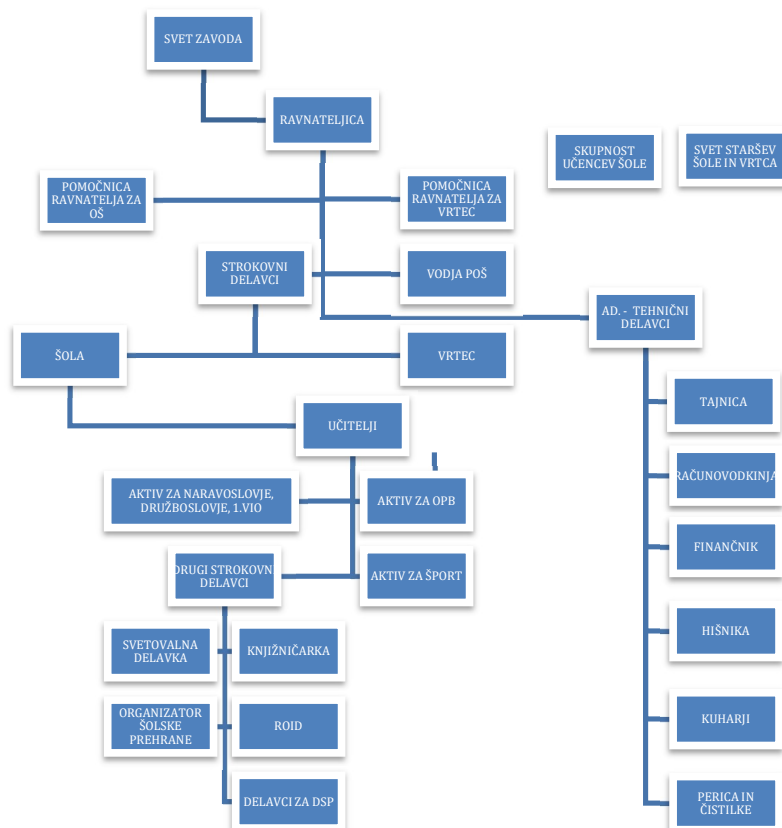 SVET ZAVODA
RAVNATELJICA
SKUPNOST
UČENCEV ŠOLE
SVET STARŠEV
ŠOLE IN VRTCA
POMOČNICA
RAVNATELJA ZA
OŠ
POMOČNICA
RAVNATELJA ZA
VRTEC
STROKOVNI
DELAVCI
VODJA POŠ
AD. - TEHNIČNI
DELAVCI
ŠOLA
VRTEC
TAJNICA
UČITELJI
RAČUNOVODKINJA
AKTIV ZA NARAVOSLOVJE,
DRUŽBOSLOVJE, 1.VIO
AKTIV ZA OPB
FINANČNIK
DRUGI STROKOVNI
DELAVCI
AKTIV ZA ŠPORT
HIŠNIKA
SVETOVALNA
DELAVKA
KNJIŽNIČARKA
ORGANIZATOR
ŠOLSKE
PREHRANE
ROID
KUHARJI
DELAVCI ZA DSP
PERICA IN
ČISTILKE